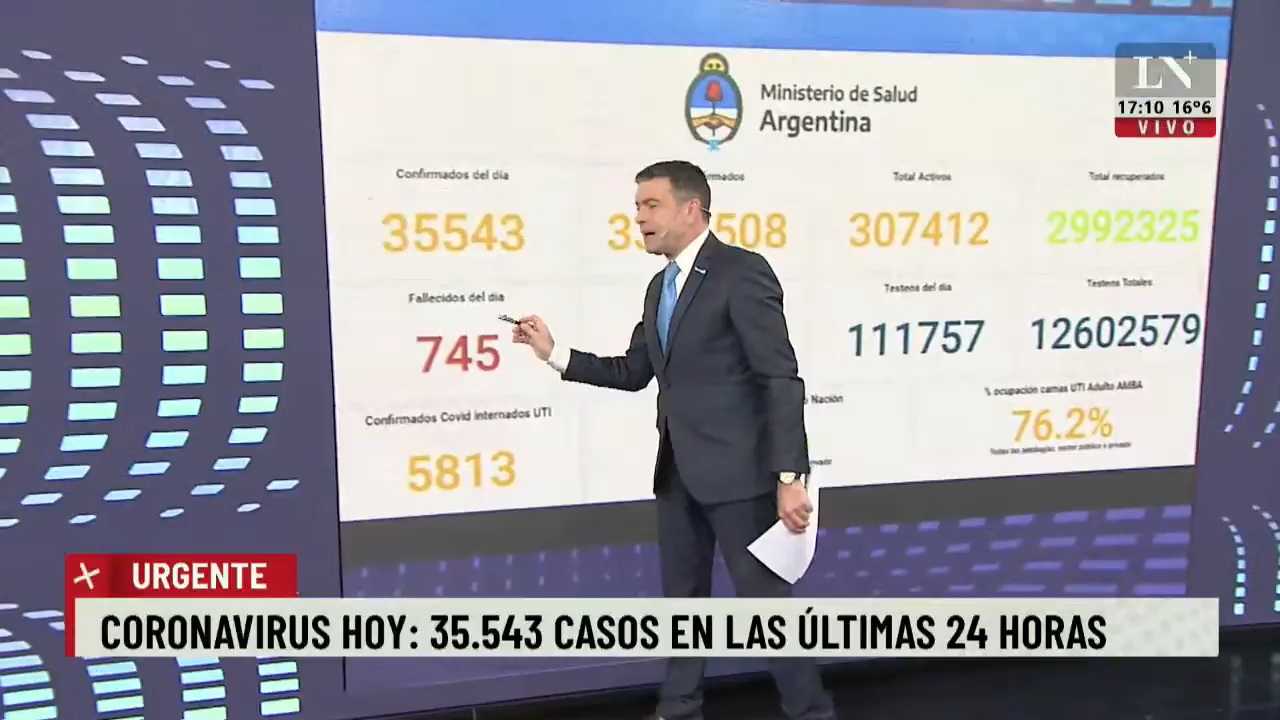 LN+
17:10 16°6
VIVO
Ministerio de Salud
Argentina
Confirmados del día
Total Activos
Total recuperados
35543
508
307412
2992325
Fallecidos del día
Testeos del día
Testeos Totales
745
111757
12602579
Confirmados Covid internados UTI
Nación
% ocupación camas UTI Adulto AMBA
5813
76.2%
URGENTE
CORONAVIRUS HOY: 35.543 CASOS EN LAS ÚLTIMAS 24 HORAS